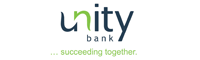 unity
bank
... succeeding together.